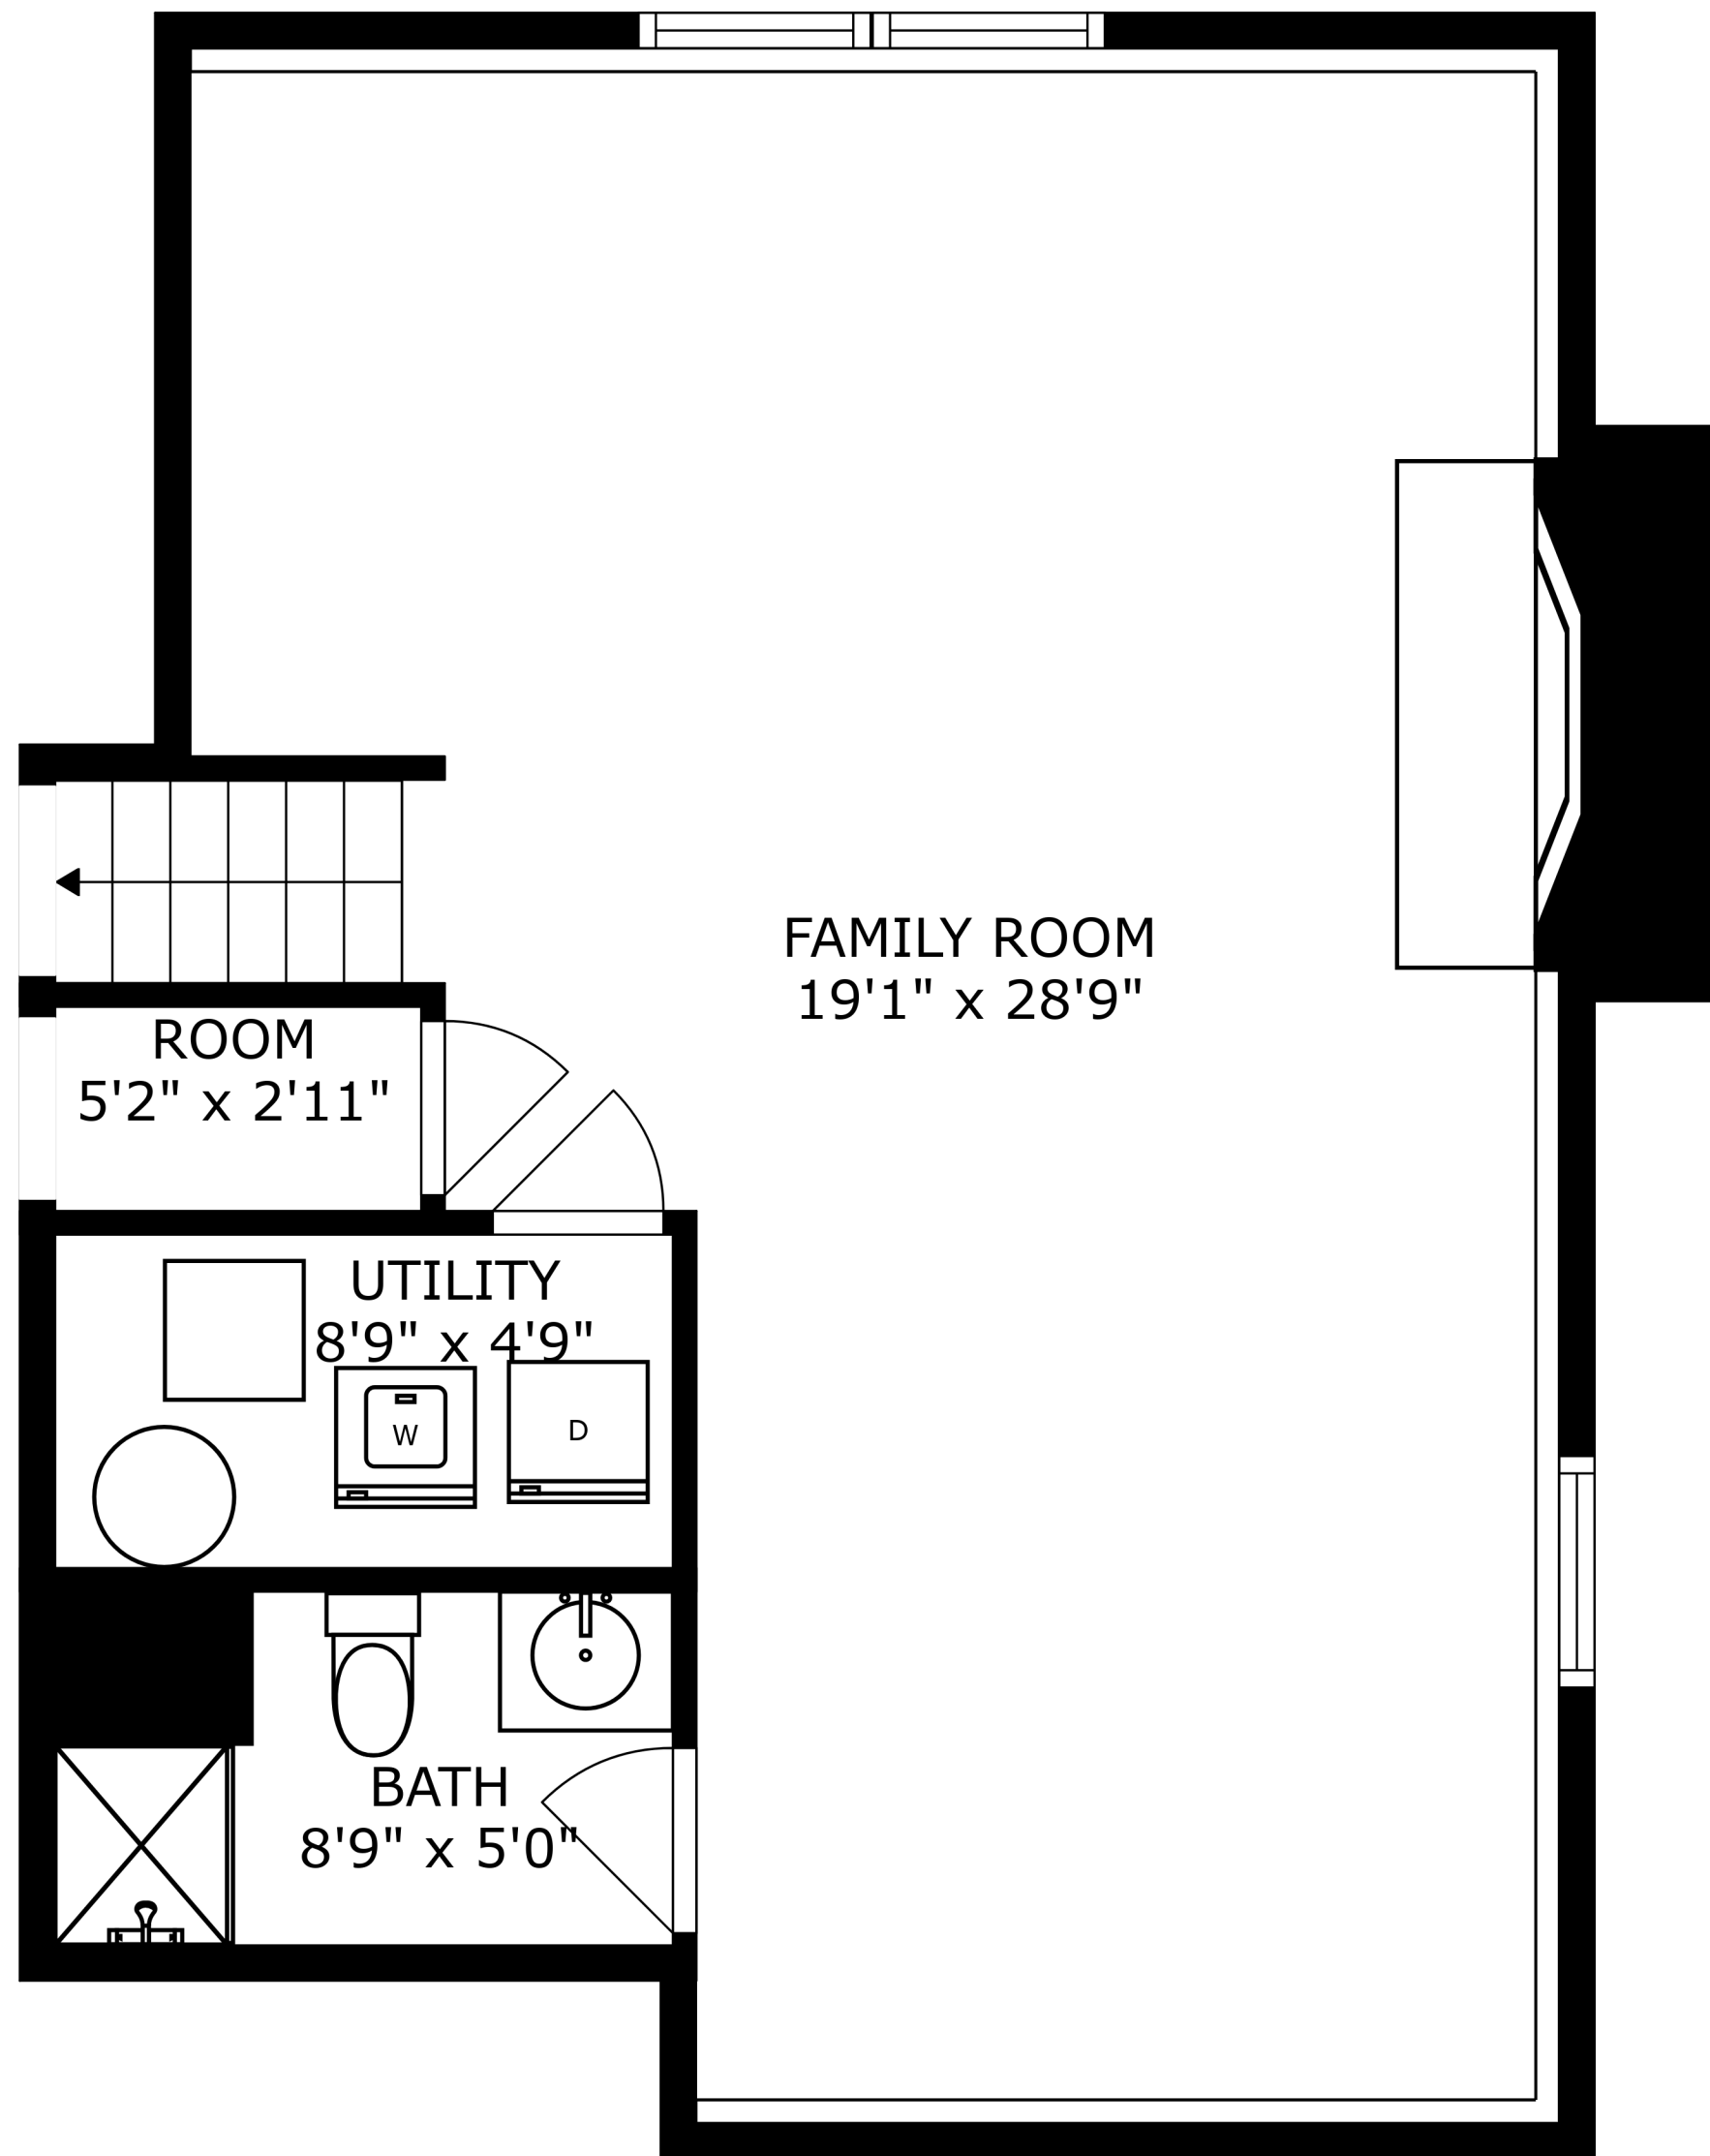 FAMILY ROOM
19'1" x 28'9"
ROOM
5'2" x 2'11"
UTILITY
8'9" x 4'9"
W
D
BATH
8'9" x 5'0"